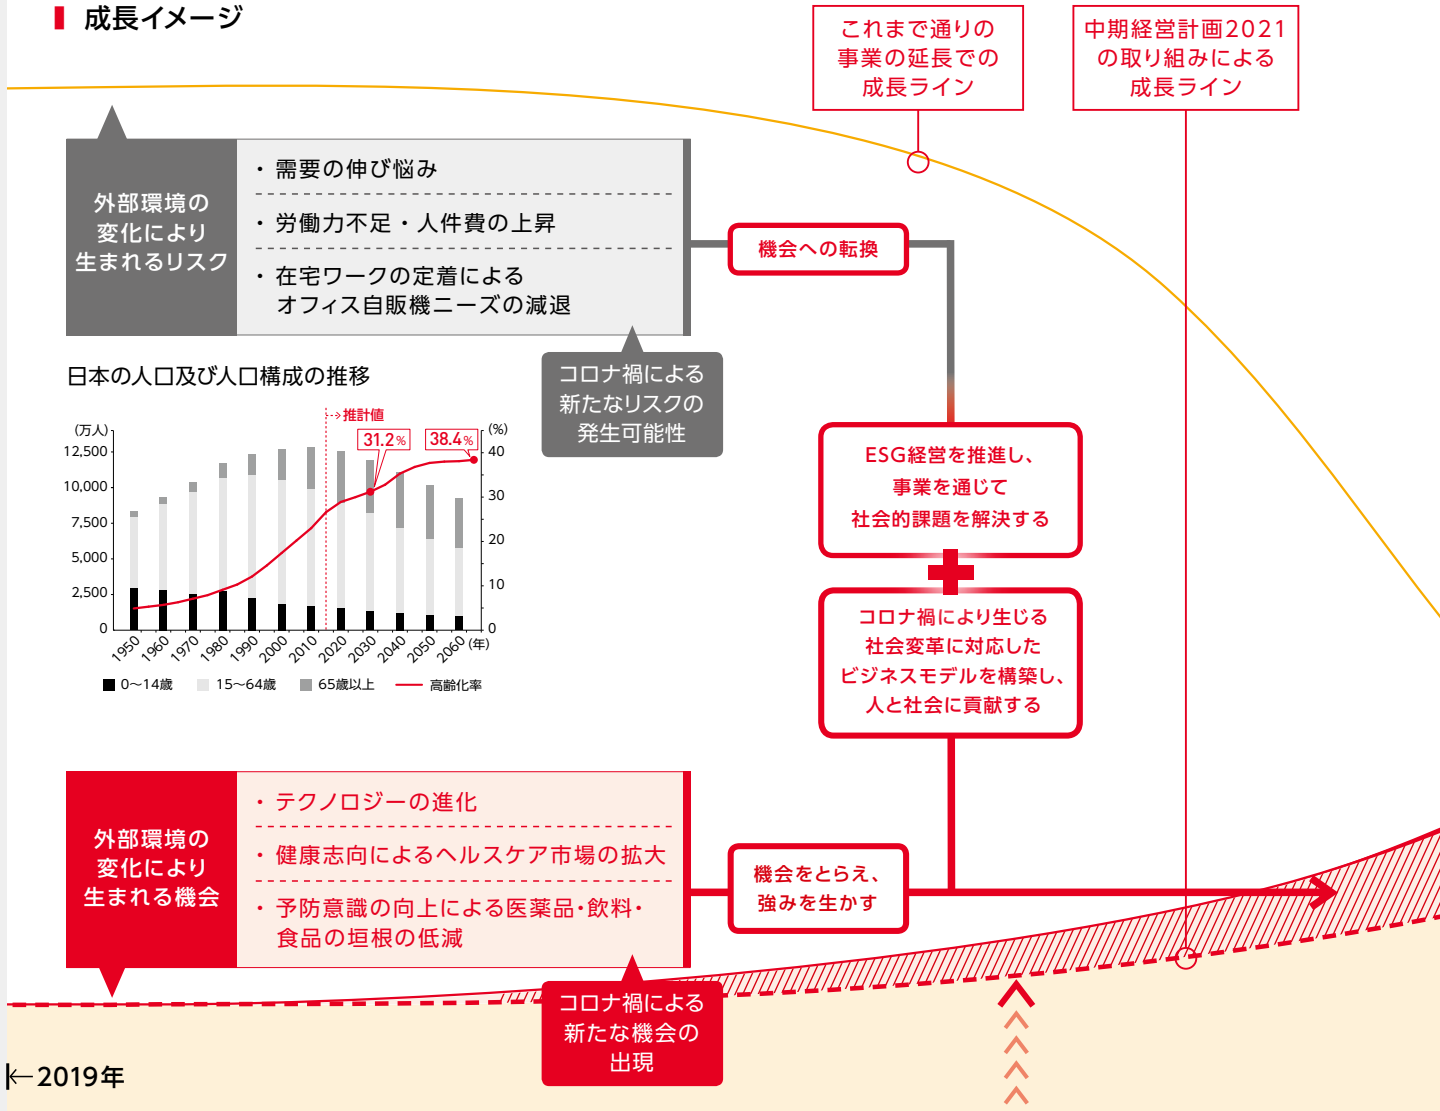 成長イメージ
これまで通りの
事業の延長での
成長ライン
中期経営計画2021
の取り組みによる
成長ライン
外部環境の
変化により
生まれるリスク
・需要の伸び悩み
・労働力不足・人件費の上昇
・在宅ワークの定着による
オフィス自販機ニーズの減退
機会への転換
コロナ禍による
新たなリスクの
発生可能性
日本の人口及び人口構成の推移
推計値
(万人)
(%)
31.2%
38.4%
12,500
10,000
7,500
5,000
2,500
0
40
30
20
10
0
1950
1960
1970
1980
1990
2000
2010
2020
2030
2040
2050
2060
(年)
0〜14歳
15〜64歳
65歳以上
高齢化率
ESG経営を推進し、
事業を通じて
社会的課題を解決する
コロナ禍により生じる
社会変革に対応した
ビジネスモデルを構築し、
人と社会に貢献する
外部環境の
変化により
生まれる機会
・テクノロジーの進化
・健康志向によるヘルスケア市場の拡大
・予防意識の向上による医薬品・飲料・
食品の垣根の低減
機会をとらえ、
強みを生かす
コロナ禍による
新たな機会の
出現
2019年